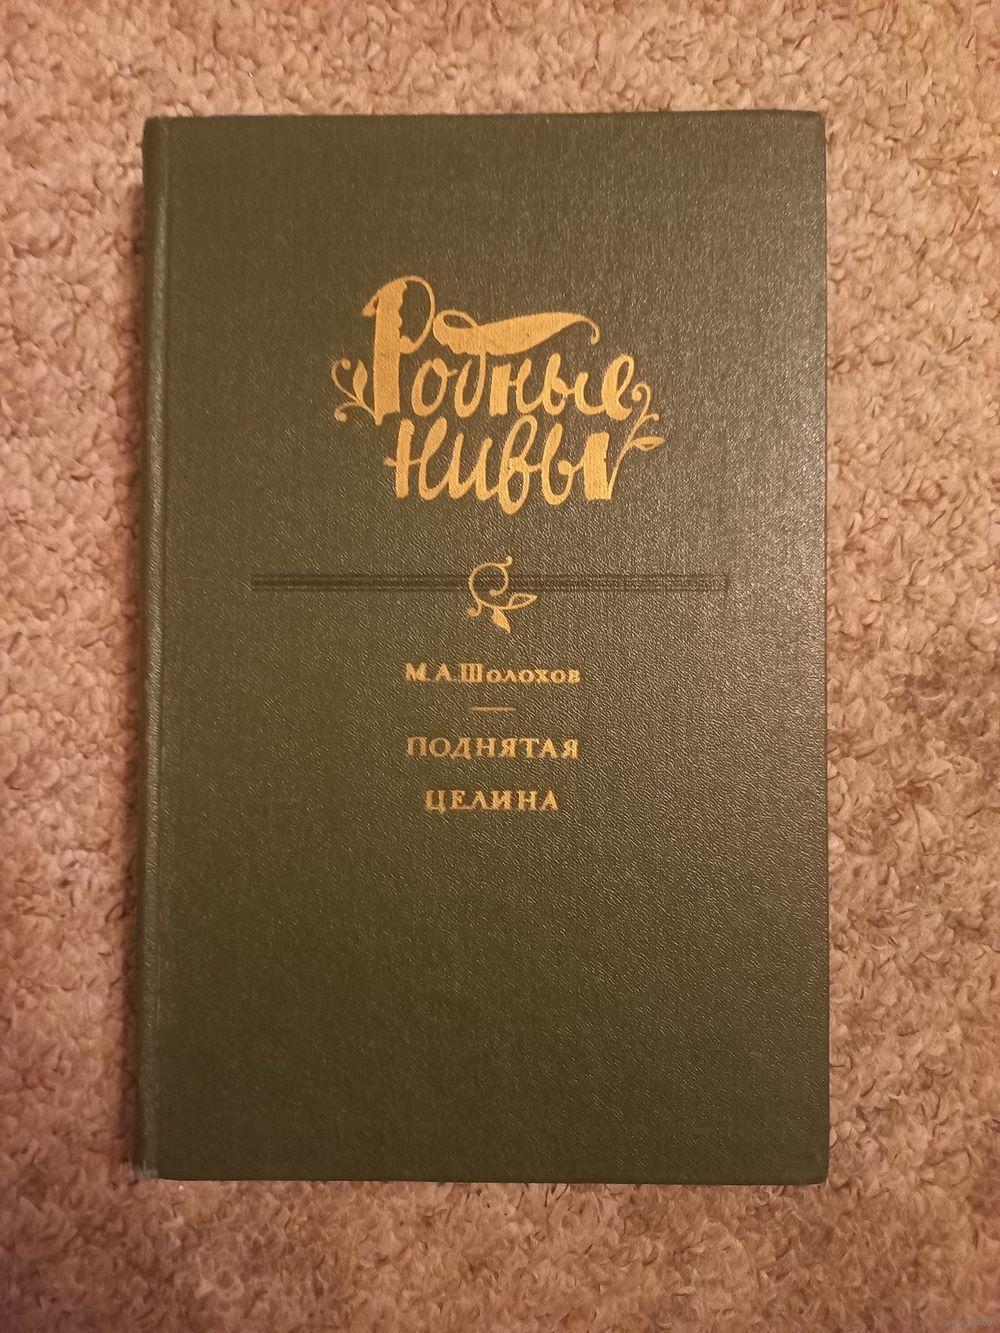 Родные
нивы
М.А.Шолохов
ПОДНЯТАЯ
ЦЕЛИНА